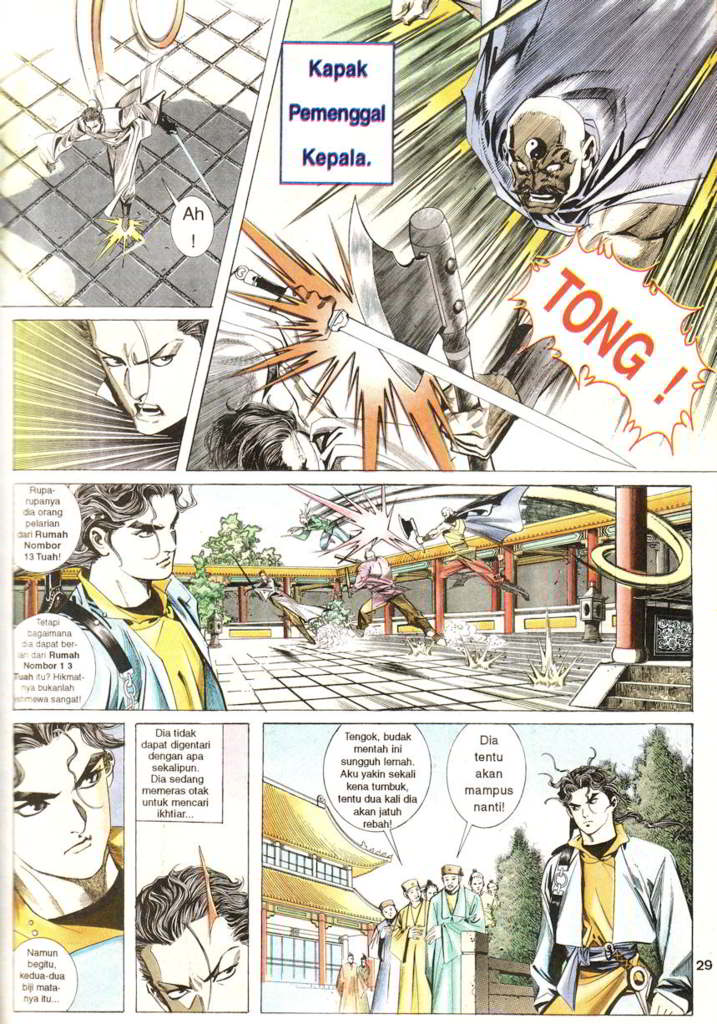 Kapak
Pemenggal
Kepala.
Ah
!
TONG !
Rupa-
rupanya
dia orang
pelarian
dari Rumah
Nombor
13 Tuah!
Tetapi
bagaimana
dia dapat ber-
lari dari Rumah
Nombor 1 3
Tuah itu? Hikmat-
nya bukanlah
istimewa sangat!
Dia tidak
dapat digentari
dengan apa
sekalipun.
Dia sedang
memeras otak
untuk mencari
ikhtiar...
Namun
begitu,
kedua-dua
biji mata-
nya itu...
Tengok, budak
mentah ini
sungguh lemah.
Aku yakin sekali
kena tumbuk,
tentu dua kali dia
akan jatuh
rebah!
Dia
tentu
akan
mampus
nanti!
29